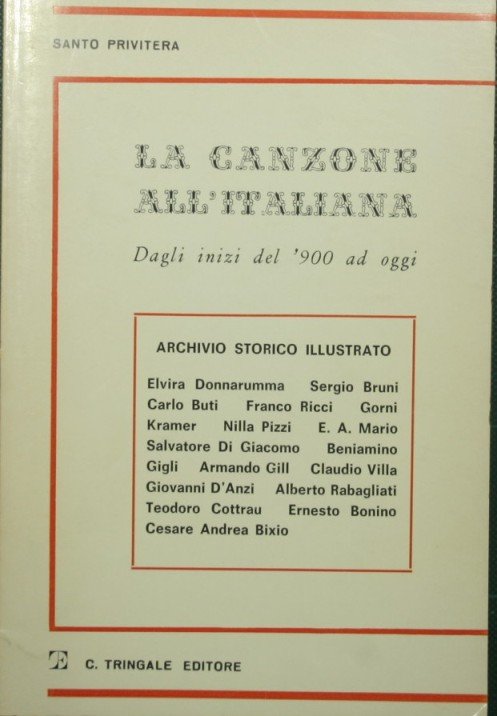 SANTO PRIVITERA
LA CANZONE
ALL'ITALIANA
Dagli inizi del '900 ad oggi
ARCHIVIO STORICO ILLUSTRATO
Elvira Donnarumma Sergio Bruni
Carlo Buti Franco Ricci Gorni
Kramer Nilla Pizzi E. A. Mario
Salvatore Di Giacomo Beniamino
Gigli Armando Gill Claudio Villa
Giovanni D'Anzi Alberto Rabagliati
Teodoro Cottrau Ernesto Bonino
Cesare Andrea Bixio
C. TRINGALE EDITORE